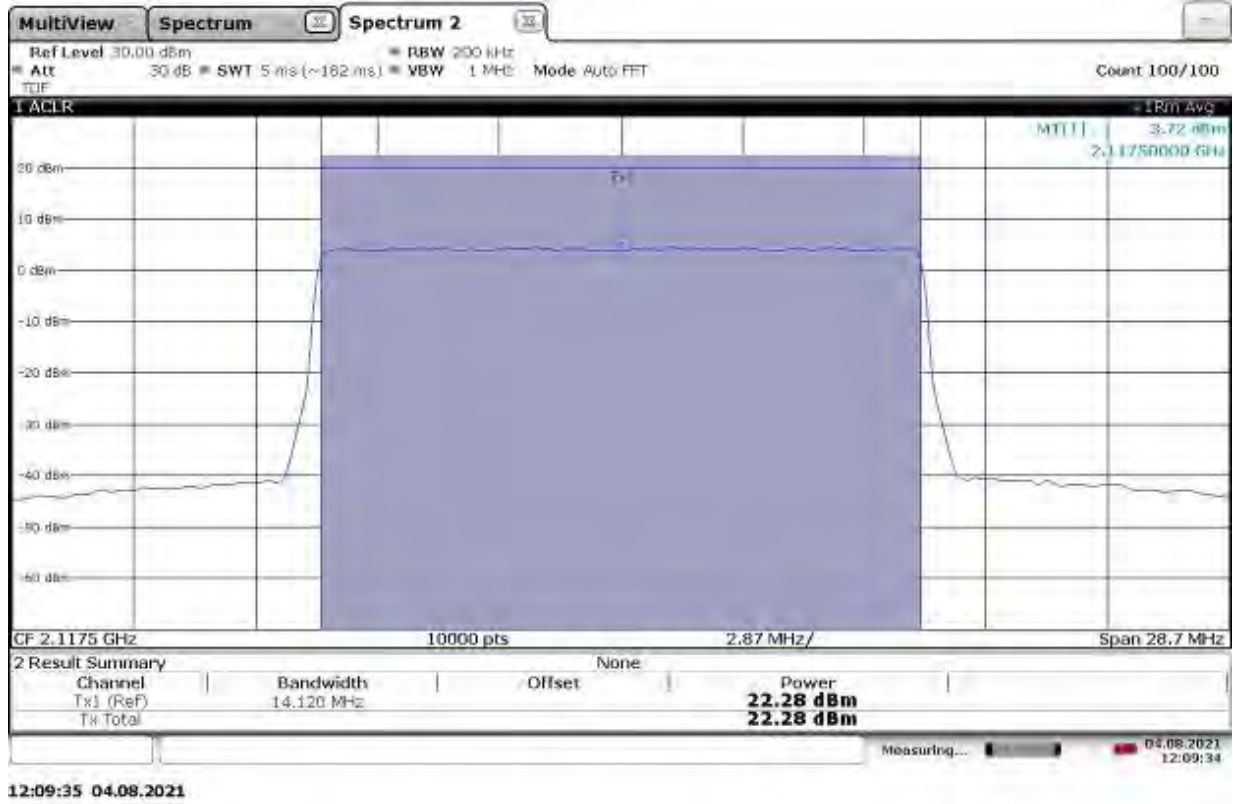 MultiView Spectrum Spectrum 2
Ref Level 30.00 dBm RBW 200 kHz
Att 30 dB SWT 5 ms (~182 ms) VBW 1 MHz Mode Auto FFT Count 100/100
TDF
1 ACLR 1Rm Avg
M1[1] 3.72 dBm
2.11750000 GHz
20 dBm
Tx1
10 dBm
0 dBm
-10 dBm
-20 dBm
-30 dBm
-40 dBm
-50 dBm
-60 dBm
CF 2.1175 GHz 10000 pts 2.87 MHz/ Span 28.7 MHz
2 Result Summary None
Channel Bandwidth Offset Power
Tx1 (Ref) 14.120 MHz 22.28 dBm
Tx Total 22.28 dBm
Measuring... 04.08.2021
12:09:34
12:09:35 04.08.2021